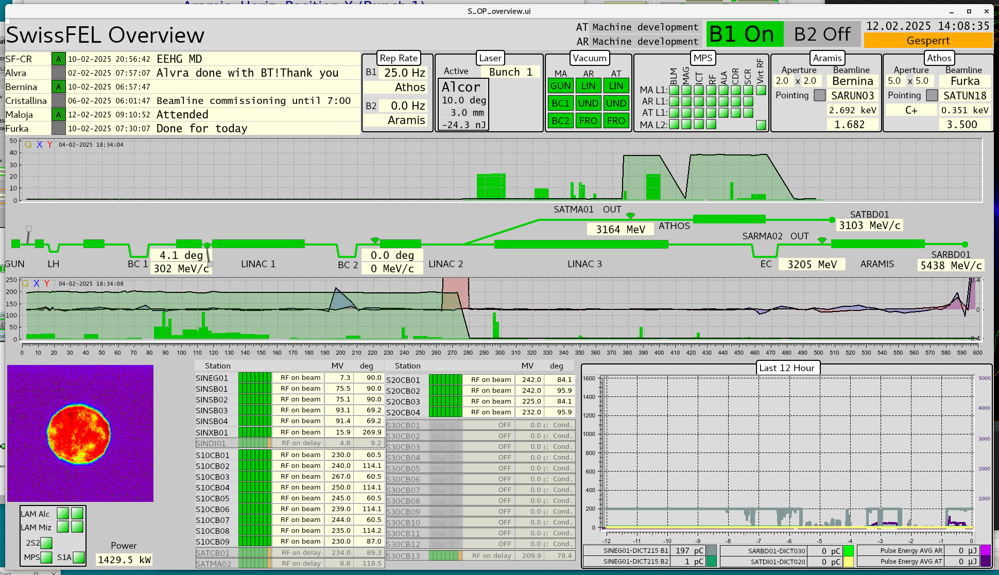 S_OP_overview.ui
SwissFEL Overview
AT Machine development
AR Machine development
B1 On B2 Off
12.02.2025 14:08:35
Gesperrt
SF-CR A 10-02-2025 20:56:42 EEHG MD
Alvra 02-02-2025 07:57:07 Alvra done with BT!Thank you
Bernina A 10-02-2025 06:57:47
Cristallina 06-02-2025 06:01:47 Beamline commissioning until 7:00
Maloja A 12-02-2025 09:10:52 Attended
Furka 10-02-2025 07:30:07 Done for today
Rep Rate
B1 25.0 Hz
Athos
B2 0.0 Hz
Aramis
Laser
Active Bunch 1
Alcor
10.0 deg
3.0 mm
-24.3 nJ
Vacuum
MA AR AT
GUN LIN LIN
BC1 UND UND
BC2 FRO FRO
MPS
BLM MAG ICT RF ALA CDR SCR Virt RF
MA L1:
AR L1:
AT L1:
MA L2:
Aramis
Aperture Beamline
2.0 x 2.0 Bernina
Pointing SARUN03
2.692 keV
1.682
Athos
Aperture Beamline
5.0 x 5.0 Furka
Pointing SATUN18
C+ 0.351 keV
3.500
Q X Y 04-02-2025 18:34:04
50
40
30
20
10
0
SATMA01 OUT
3164 MeV ATHOS
SATBD01
3103 MeV/c
SARMA02 OUT
4.1 deg
302 MeV/c
0.0 deg
0 MeV/c
GUN LH BC 1 LINAC 1 BC 2 LINAC 2 LINAC 3 EC 3205 MeV ARAMIS
SARBD01
5438 MeV/c
Q X Y 04-02-2025 18:34:08
250
200
150
100
50
0
0.4
0
0.4
0 10 20 30 40 50 60 70 80 90 100 110 120 130 140 150 160 170 180 190 200 210 220 230 240 250 260 270 280 290 300 310 320 330 340 350 360 370 380 390 400 410 420 430 440 450 460 470 480 490 500 510 520 530 540 550 560 570 580 590 600
Station MV deg
SINEG01 RF on beam 7.3 90.0
SINSB01 RF on beam 75.5 90.0
SINSB02 RF on beam 75.1 90.0
SINSB03 RF on beam 93.1 69.2
SINSB04 RF on beam 91.4 69.2
SINXB01 RF on beam 15.9 269.9
SINDI01 RF on delay 4.8 9.2
S10CB01 RF on beam 230.0 60.5
S10CB02 RF on beam 240.0 114.1
S10CB03 RF on beam 267.0 60.5
S10CB04 RF on beam 250.0 114.1
S10CB05 RF on beam 245.0 60.5
S10CB06 RF on beam 239.0 114.1
S10CB07 RF on beam 244.0 60.5
S10CB08 RF on beam 235.0 114.2
S10CB09 RF on beam 230.0 87.0
SATCB01 RF on delay 234.0 89.3
SATMA02 RF on delay 8.8 118.5
Station MV deg
S20CB01 RF on beam 242.0 84.1
S20CB02 RF on beam 242.0 95.9
S20CB03 RF on beam 225.0 84.1
S20CB04 RF on beam 232.0 95.9
S30CB01 Wait 0 OFF 0.0 : Cond.
S30CB02 Wait 0 OFF 0.0 : Cond.
S30CB03 Wait 0 OFF 0.0 : Cond.
S30CB04 Wait 0 OFF 0.0 : Cond.
S30CB05 Wait 0 OFF 0.0 : Cond.
S30CB06 Wait 0 OFF 0.0 : Cond.
S30CB07 Wait 0 OFF 0.0 : Cond.
S30CB08 Wait 0 OFF 0.0 : Cond.
S30CB09 Wait 0 OFF 0.0 : Cond.
S30CB10 Wait 0 OFF 0.0 : Cond.
S30CB11 Wait 0 OFF 0.0 : Cond.
S30CB12 Wait 0 OFF 0.0 : Cond.
S30CB13 RF on delay 209.9 78.4
LAM Alc
LAM Miz
2S2
MPS S1A
Power
1429.5 kW
Last 12 Hour
1600 5000
1400
1200 4000
1000 3000
800
600 2000
400 1000
200
0
-12 -11 -10 -9 -8 -7 -6 -5 -4 -3 -2 -1 0
SINEG01-DICT215 B1 197 pC SARBD01-DICT030 0 pC Pulse Energy AVG AR 0 µJ
SINEG01-DICT215 B2 1 pC SATDI01-DICT020 0 pC Pulse Energy AVG AT 0 µJ